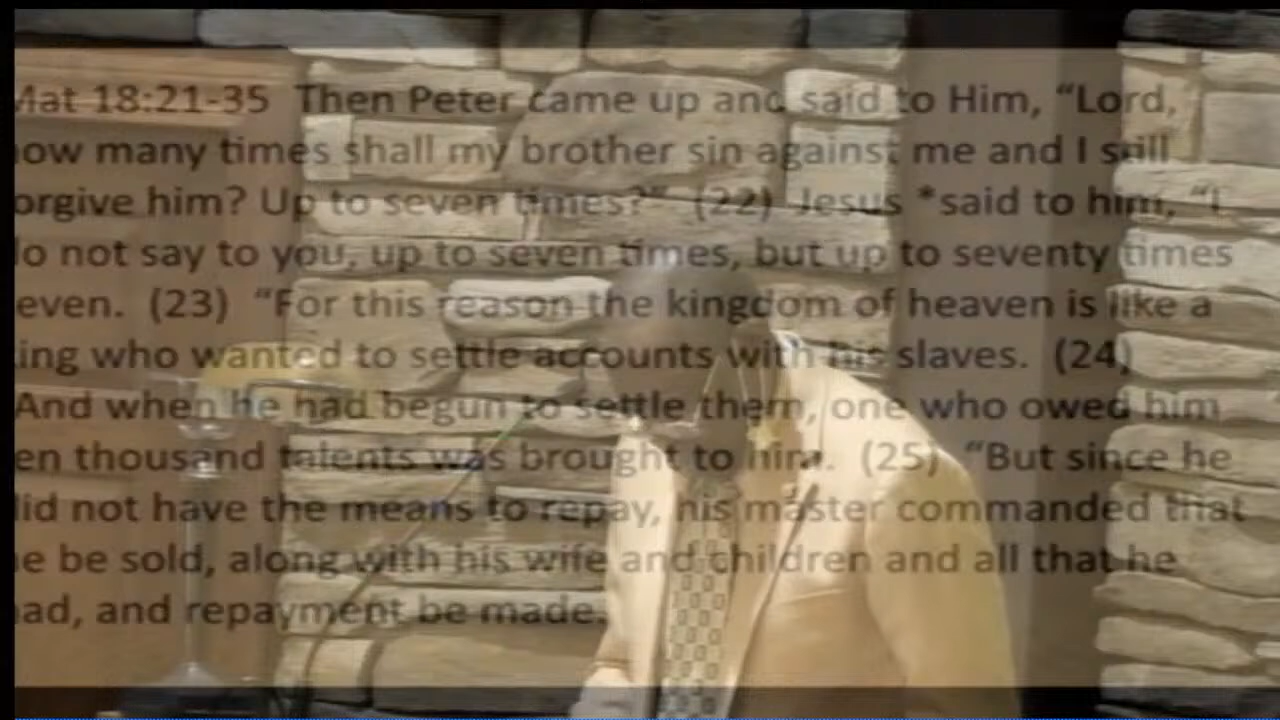 Mat 18:21-35 Then Peter came up and said to Him, “Lord,
ow many times shall my brother sin against me and I still
orgive him? Up to seven times?” (22) Jesus *said to him, “I
do not say to you, up to seven times, but up to seventy times
even. (23) “For this reason the kingdom of heaven is like a
ing who wanted to settle accounts with his slaves. (24)
“And when he had begun to settle them, one who owed him
en thousand talents was brought to him. (25) “But since he
did not have the means to repay, his master commanded that
he be sold, along with his wife and children and all that he
ad, and repayment be made.